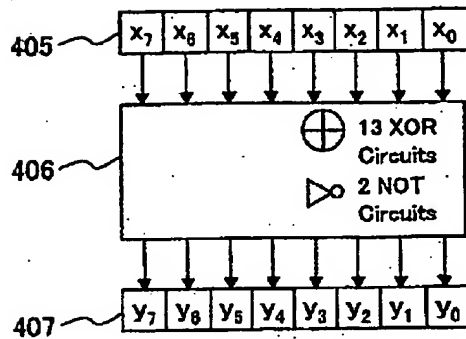 405 x₇ x₆ x₅ x₄ x₃ x₂ x₁ x₀
13 XOR
Circuits
406
2 NOT
Circuits
407 y₇ y₆ y₅ y₄ y₃ y₂ y₁ y₀